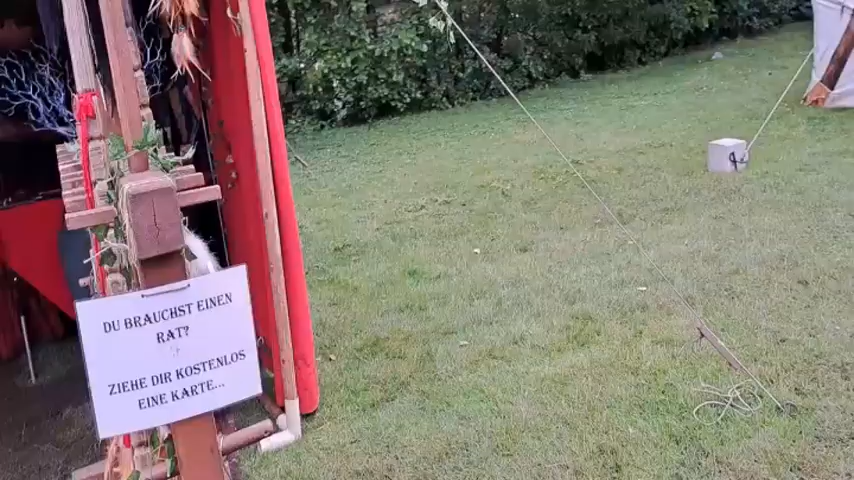 DU BRAUCHST EINEN
RAT?
ZIEHE DIR KOSTENLOS
EINE KARTE...